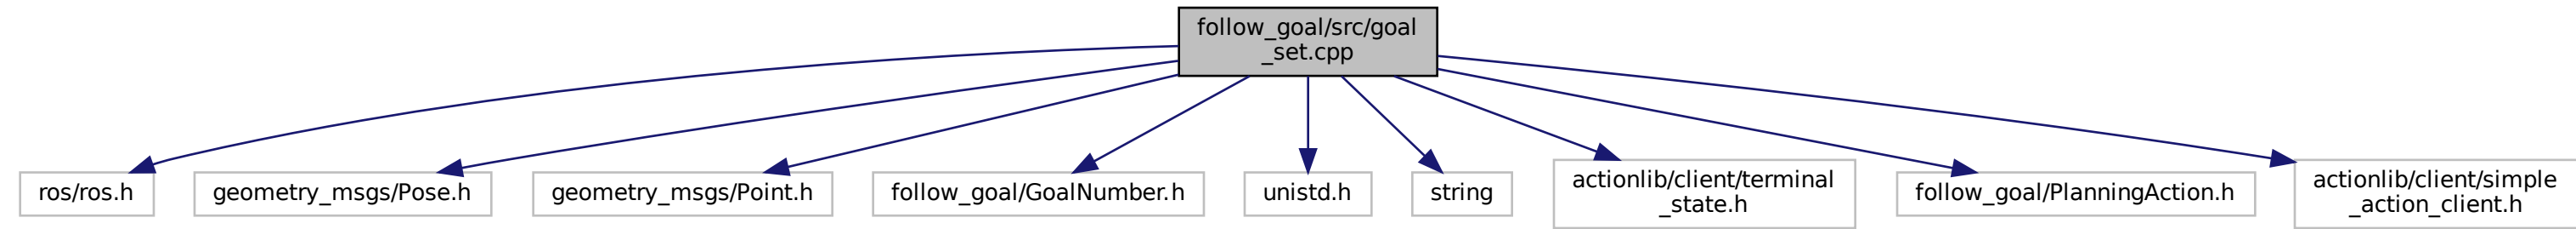 follow_goal/src/goal
_set.cpp
ros/ros.h
geometry_msgs/Pose.h
geometry_msgs/Point.h
follow_goal/GoalNumber.h
unistd.h
string
actionlib/client/terminal
_state.h
follow_goal/PlanningAction.h
actionlib/client/simple
_action_client.h